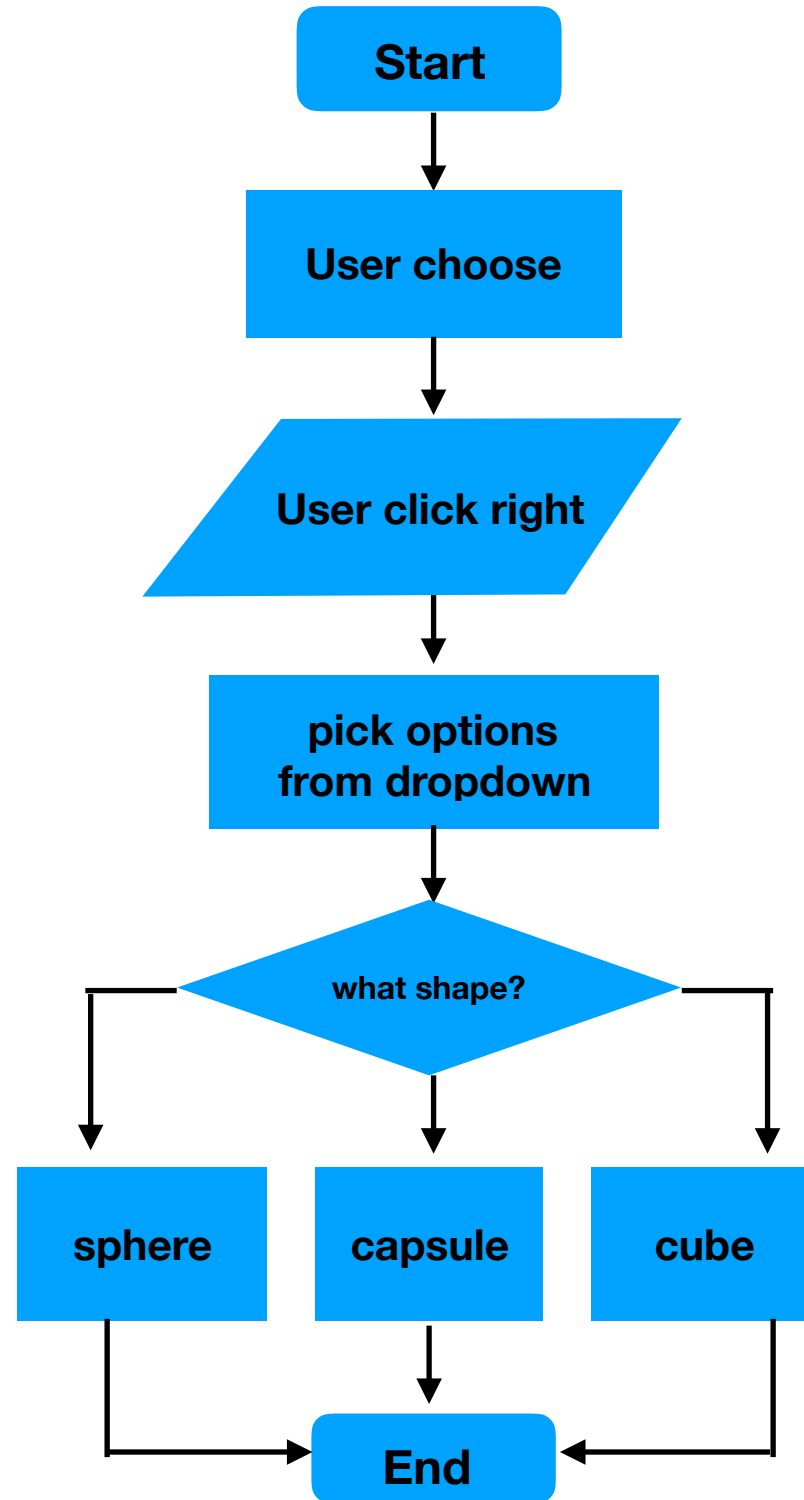 Start
User choose
User click right
pick options
from dropdown
what shape?
sphere
capsule
cube
End